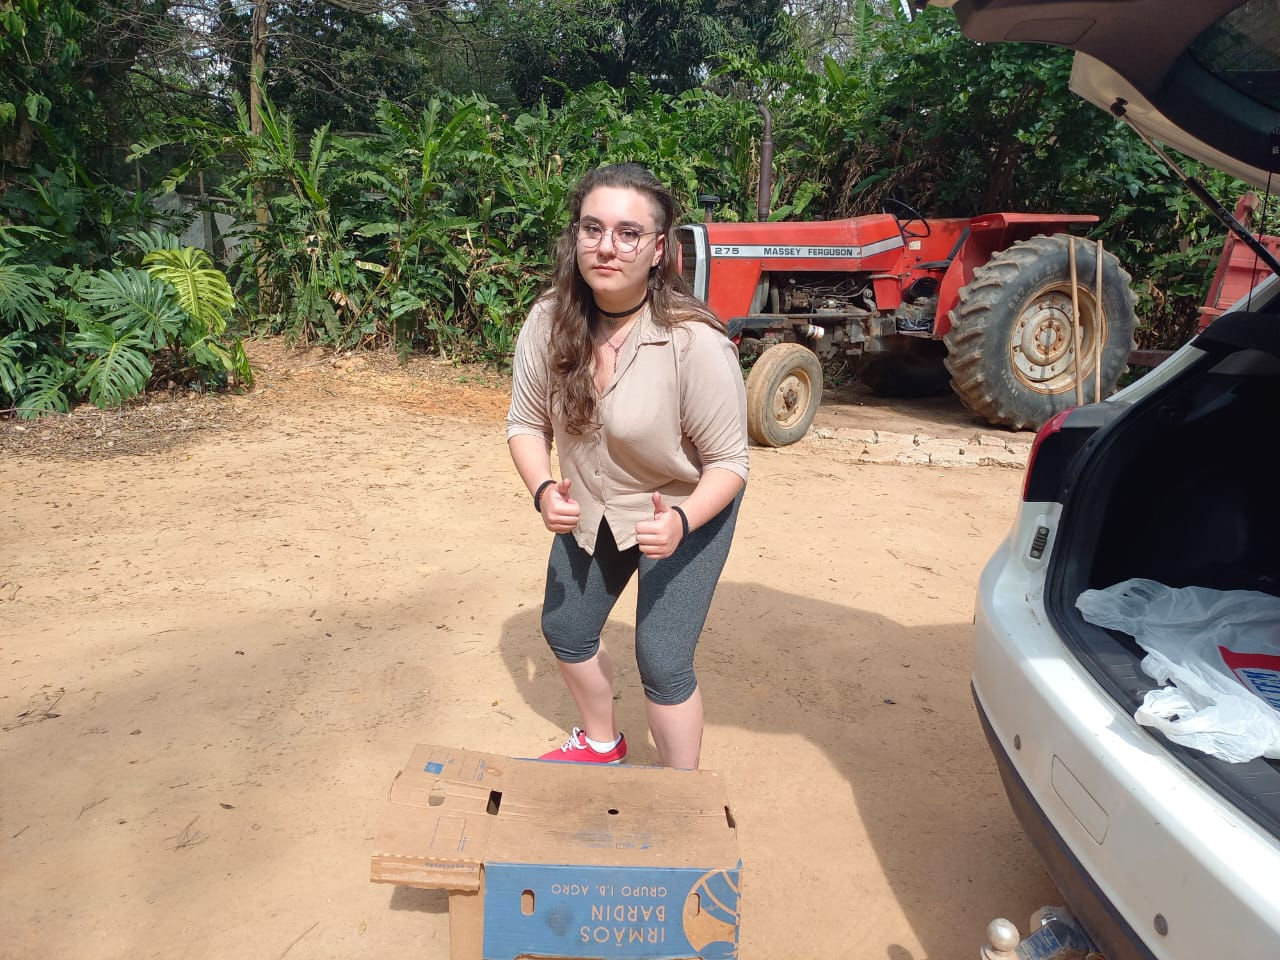 275 MASSEY FERGUSON
IRMÃOS
BARDIN
GRUPO I.B. AGRO